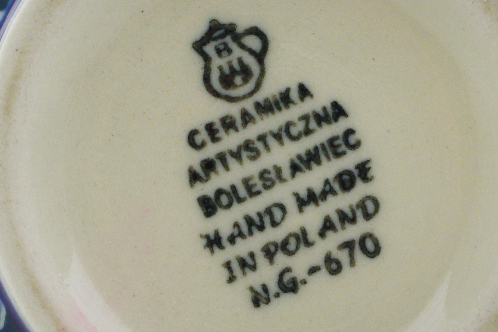 B
CERAMIKA
ARTYSTYCZNA
BOLESŁAWIEC
HAND MADE
IN POLAND
N.G.-670